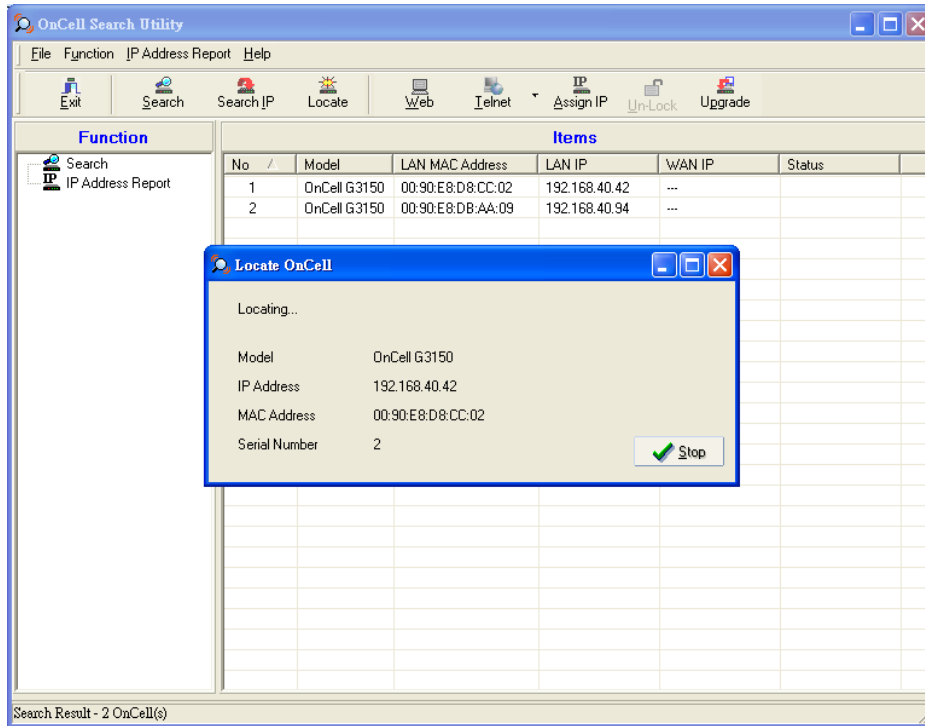 OnCell Search Utility
File Function IP Address Report Help
Exit Search Search IP Locate Web Telnet Assign IP Un-Lock Upgrade
Function
Search
IP Address Report
Items
No Model LAN MAC Address LAN IP WAN IP Status
1 OnCell G3150 00:90:E8:D8:CC:02 192.168.40.42 ---
2 OnCell G3150 00:90:E8:DB:AA:09 192.168.40.94 ---
Locate OnCell
Locating...
Model OnCell G3150
IP Address 192.168.40.42
MAC Address 00:90:E8:D8:CC:02
Serial Number 2
Stop
Search Result - 2 OnCell(s)